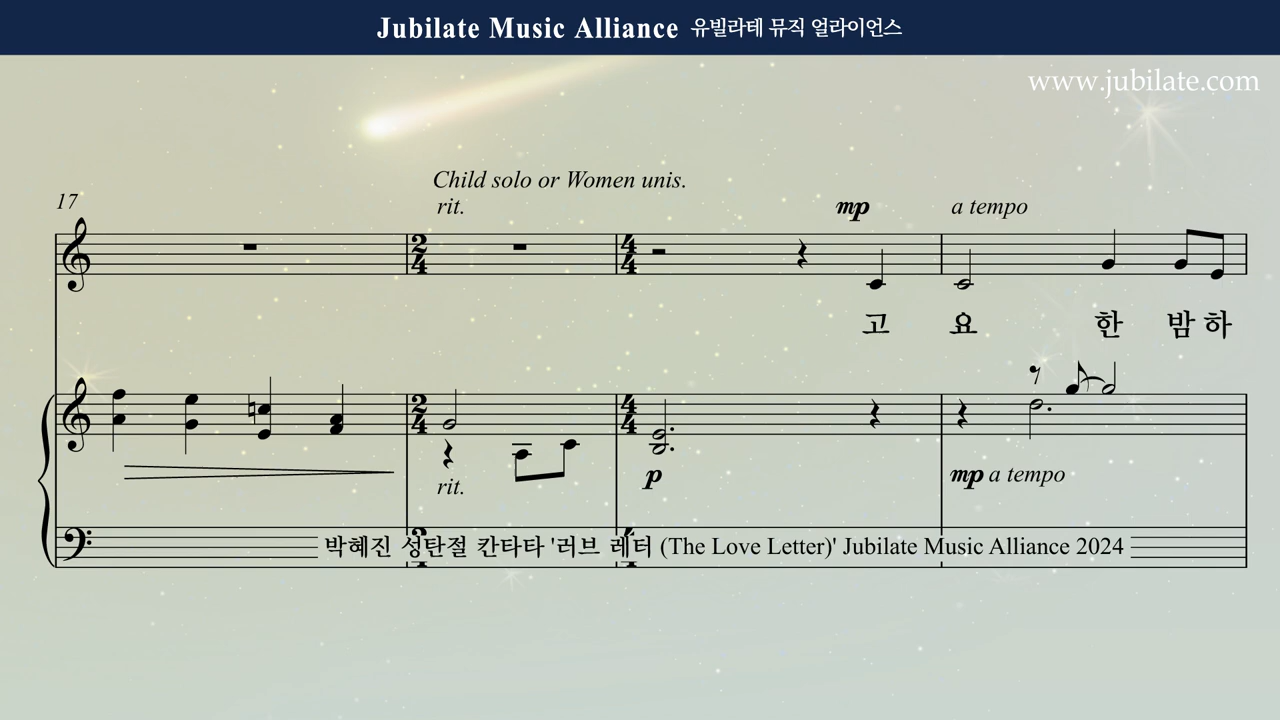 Jubilate Music Alliance 유빌라테 뮤직 얼라이언스
www.jubilate.com
Child solo or Women unis.
17
rit.
mp
a tempo
2 4
4 4
고 요 한 밤 하
2 4
4 4
rit.
p
mp a tempo
박혜진 성탄절 칸타타 '러브 레터 (The Love Letter)' Jubilate Music Alliance 2024